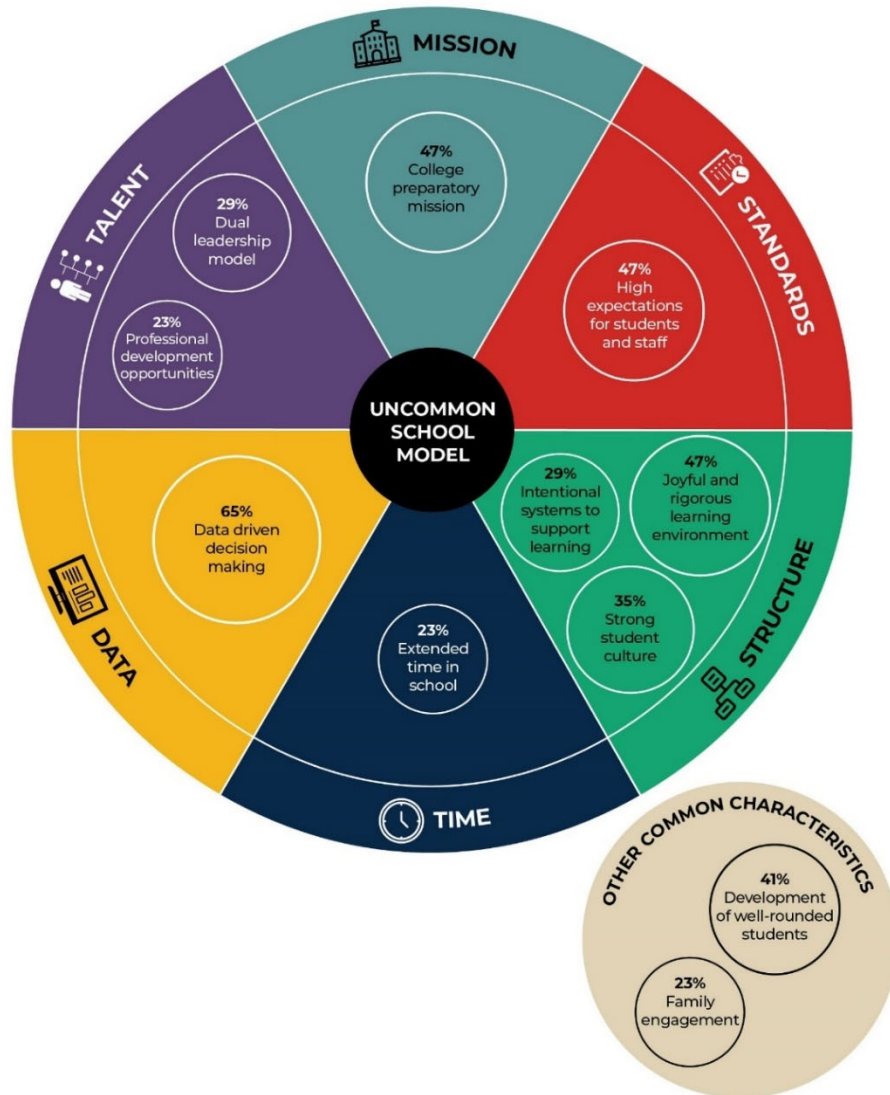 MISSION
47%
College
preparatory
mission
STANDARDS
47%
High
expectations
for students
and staff
TALENT
29%
Dual
leadership
model
23%
Professional
development
opportunities
UNCOMMON
SCHOOL
MODEL
STRUCTURE
29%
Intentional
systems to
support
learning
47%
Joyful and
rigorous
learning
environment
35%
Strong
student
culture
DATA
65%
Data driven
decision
making
TIME
23%
Extended
time in
school
OTHER COMMON CHARACTERISTICS
41%
Development
of well-rounded
students
23%
Family
engagement